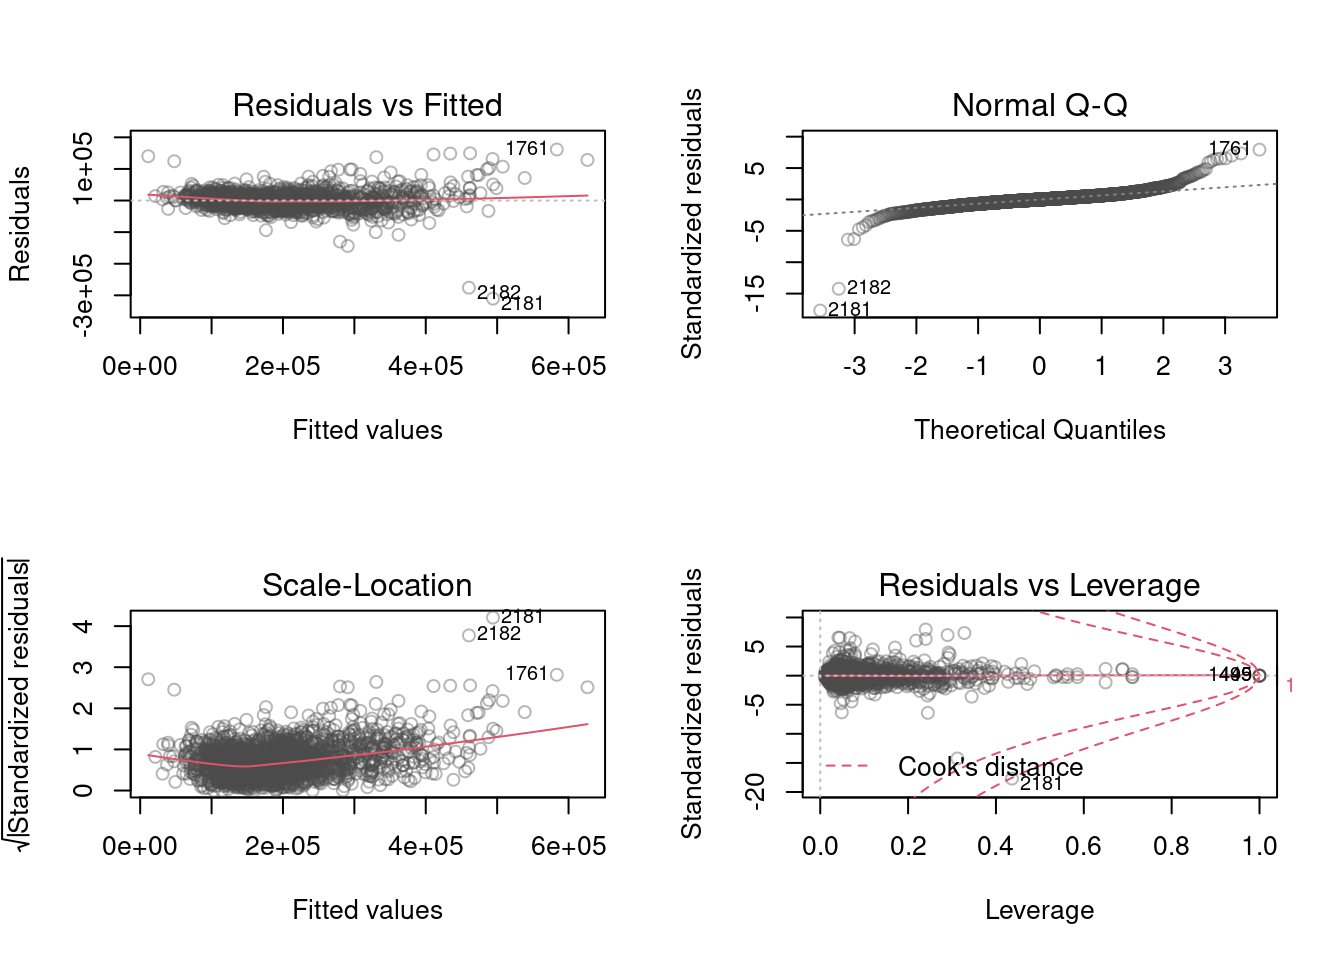 Residuals vs Fitted
Residuals
1e+05
-3e+05
1761
2182
2181
0e+00 2e+05 4e+05 6e+05
Fitted values
Normal Q-Q
Standardized residuals
5
-5
-15
1761
2182
2181
-3 -2 -1 0 1 2 3
Theoretical Quantiles
Scale-Location
√|Standardized residuals|
4
3
2
1
0
2181
2182
1761
0e+00 2e+05 4e+05 6e+05
Fitted values
Residuals vs Leverage
Standardized residuals
5
-5
-20
Cook's distance
2181
1
0.0 0.2 0.4 0.6 0.8 1.0
Leverage